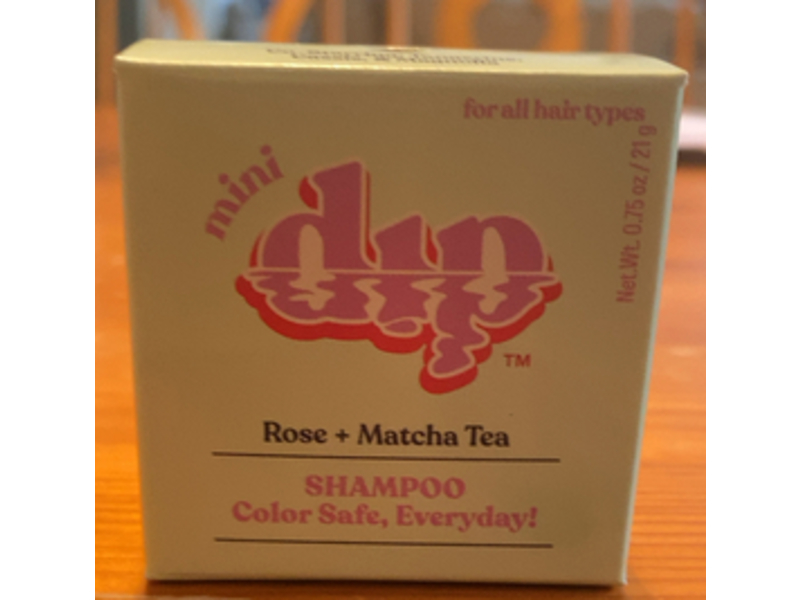 for all hair types
Net.Wt. 0.75 oz/ 21 g
mini
dip
TM
Rose + Matcha Tea
SHAMPOO
Color Safe, Everyday!